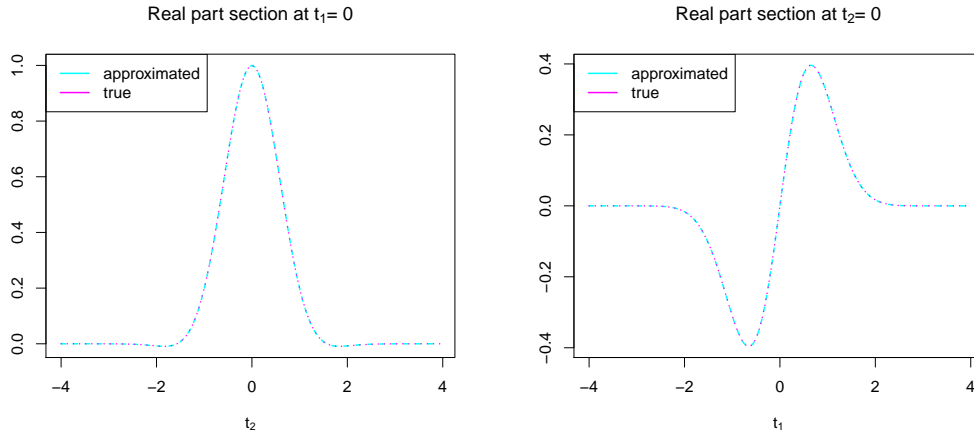 Real part section at t₁= 0
approximated
true
1.0
0.8
0.6
0.4
0.2
0.0
−4
−2
0
2
4
t₂
Real part section at t₂= 0
approximated
true
0.4
0.2
0.0
−0.2
−0.4
−4
−2
0
2
4
t₁